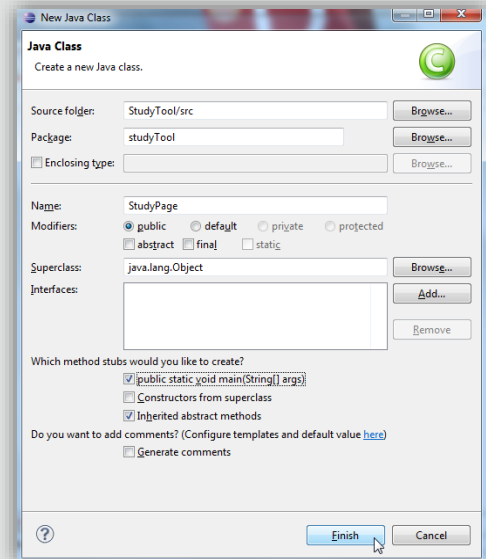 New Java Class
Java Class
Create a new Java class.
Source folder: StudyTool/src Browse...
Package: studyTool Browse...
Enclosing type: Browse...
Name: StudyPage
Modifiers: public default private protected
abstract final static
Superclass: java.lang.Object Browse...
Interfaces: Add...
Remove
Which method stubs would you like to create?
public static void main(String[] args)
Constructors from superclass
Inherited abstract methods
Do you want to add comments? (Configure templates and default value here)
Generate comments
? Finish Cancel